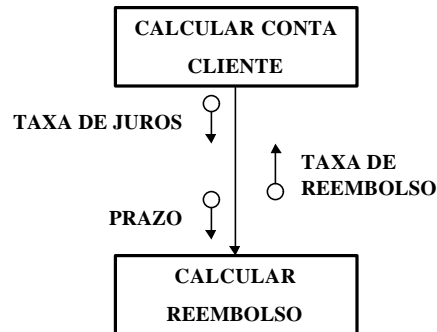 CALCULAR CONTA
CLIENTE
TAXA DE JUROS
TAXA DE
REEMBOLSO
PRAZO
CALCULAR
REEMBOLSO